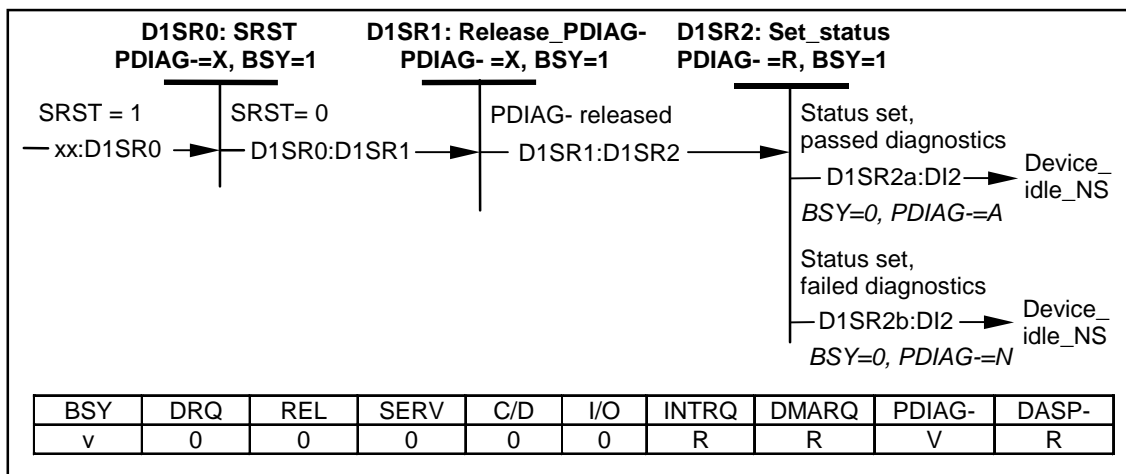 D1SR0: SRST
PDIAG-=X, BSY=1
D1SR1: Release_PDIAG-
PDIAG- =X, BSY=1
D1SR2: Set_status
PDIAG- =R, BSY=1
SRST = 1
xx:D1SR0
SRST= 0
D1SR0:D1SR1
PDIAG- released
D1SR1:D1SR2
Status set,
passed diagnostics
D1SR2a:DI2
BSY=0, PDIAG-=A
Device_
idle_NS
Status set,
failed diagnostics
D1SR2b:DI2
BSY=0, PDIAG-=N
Device_
idle_NS
BSY DRQ REL SERV C/D I/O INTRQ DMARQ PDIAG- DASP-
v 0 0 0 0 0 R R V R